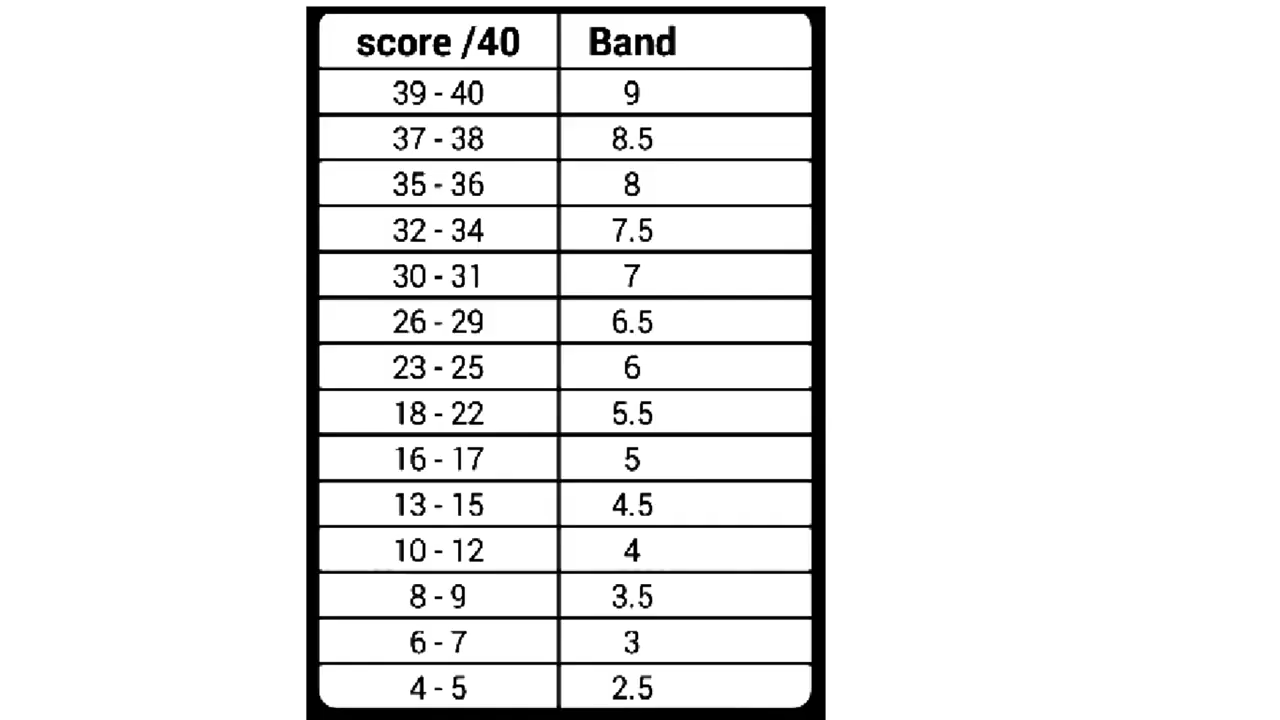 score /40 Band
39 - 40 9
37 - 38 8.5
35 - 36 8
32 - 34 7.5
30 - 31 7
26 - 29 6.5
23 - 25 6
18 - 22 5.5
16 - 17 5
13 - 15 4.5
10 - 12 4
8 - 9 3.5
6 - 7 3
4 - 5 2.5